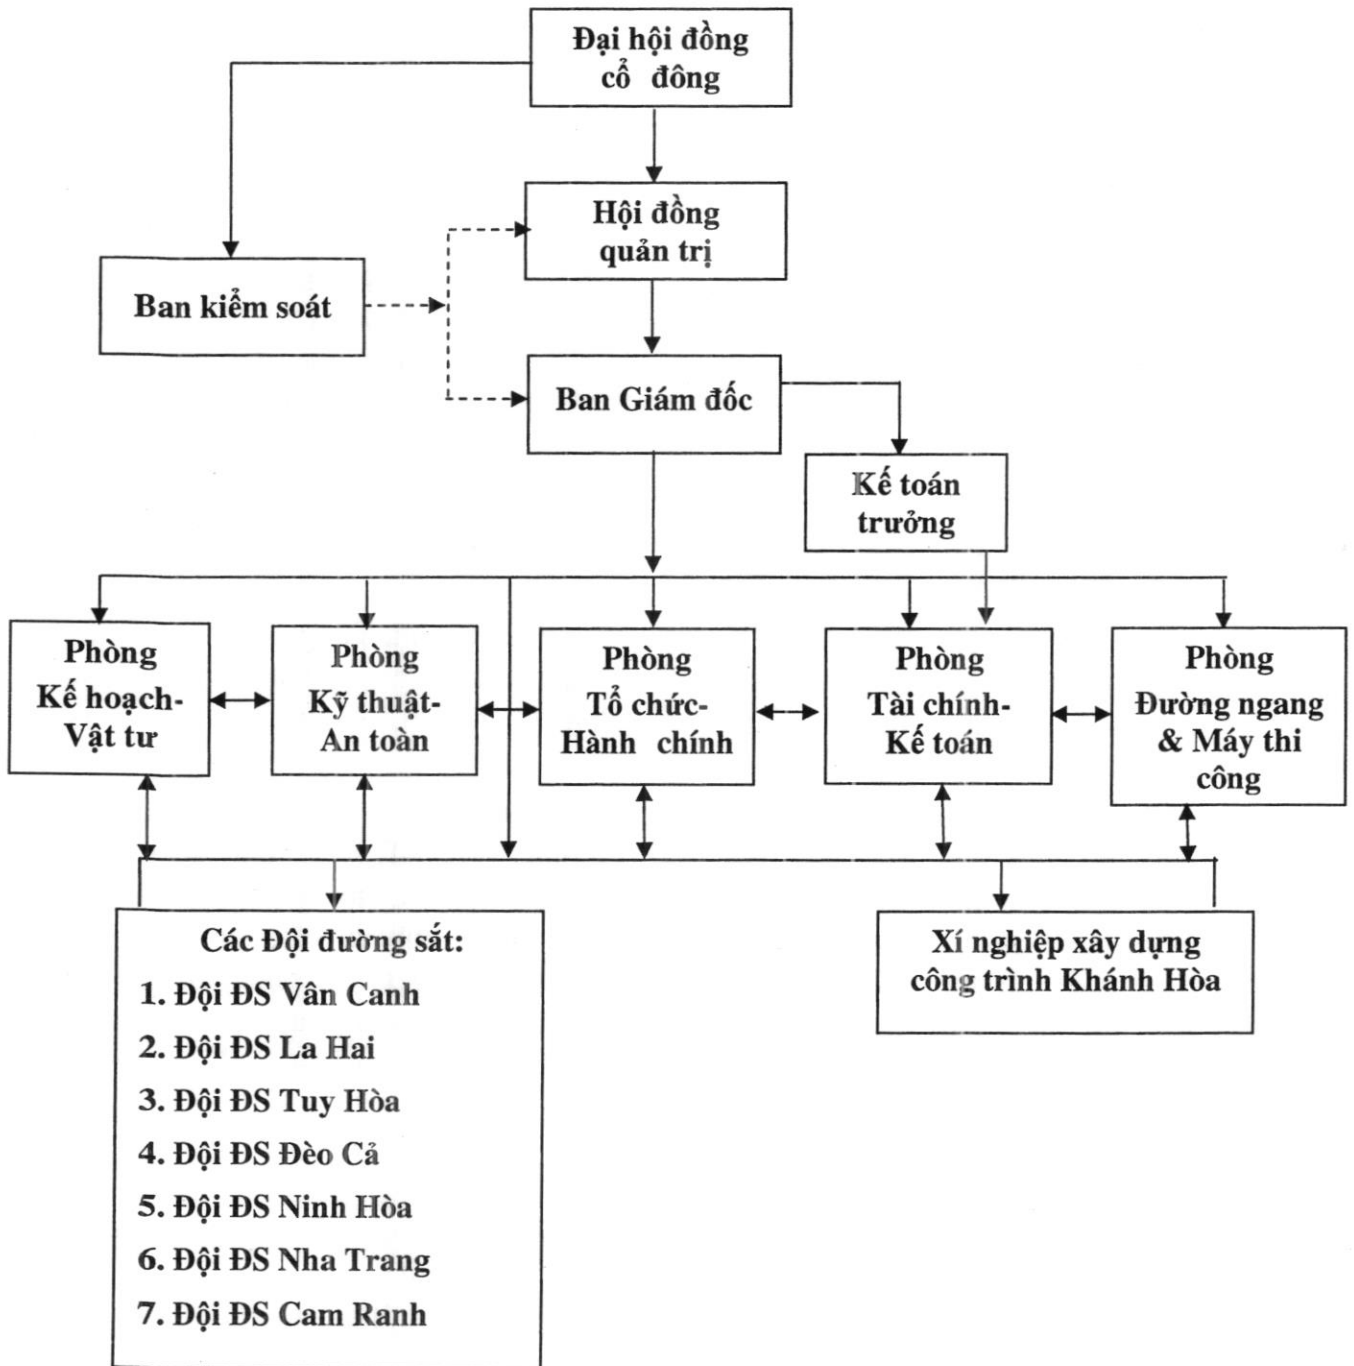 Đại hội đồng
cổ đông
Hội đồng
quản trị
Ban kiểm soát
Ban Giám đốc
Kế toán
trưởng
Phòng
Kế hoạch-
Vật tư
Phòng
Kỹ thuật-
An toàn
Phòng
Tổ chức-
Hành chính
Phòng
Tài chính-
Kế toán
Phòng
Đường ngang
& Máy thi
công
Các Đội đường sắt:
1. Đội ĐS Vân Canh
2. Đội ĐS La Hai
3. Đội ĐS Tuy Hòa
4. Đội ĐS Đèo Cả
5. Đội ĐS Ninh Hòa
6. Đội ĐS Nha Trang
7. Đội ĐS Cam Ranh
Xí nghiệp xây dựng
công trình Khánh Hòa